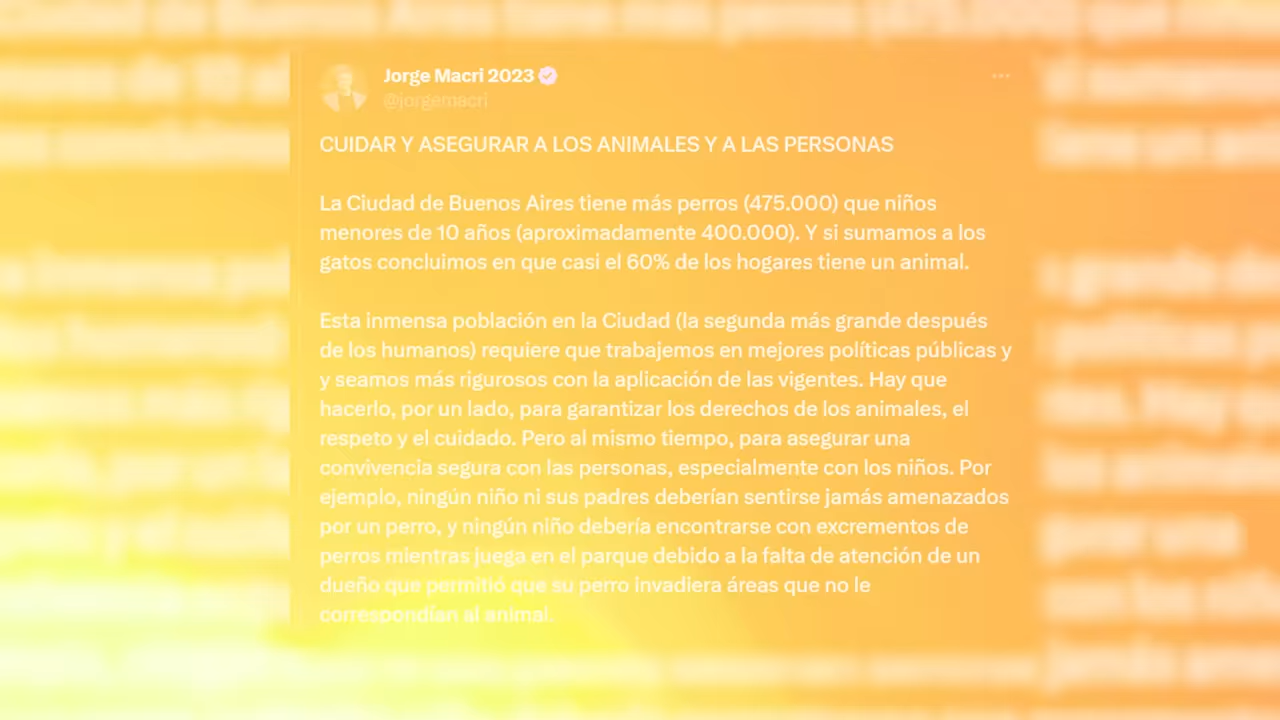 Jorge Macri 2023
@jorgemacri
CUIDAR Y ASEGURAR A LOS ANIMALES Y A LAS PERSONAS
La Ciudad de Buenos Aires tiene más perros (475.000) que niños
menores de 10 años (aproximadamente 400.000). Y si sumamos a los
gatos concluimos en que casi el 60% de los hogares tiene un animal.
Esta inmensa población en la Ciudad (la segunda más grande después
de los humanos) requiere que trabajemos en mejores políticas públicas y
y seamos más rigurosos con la aplicación de las vigentes. Hay que
hacerlo, por un lado, para garantizar los derechos de los animales, el
respeto y el cuidado. Pero al mismo tiempo, para asegurar una
convivencia segura con las personas, especialmente con los niños. Por
ejemplo, ningún niño ni sus padres deberían sentirse jamás amenazados
por un perro, y ningún niño debería encontrarse con excrementos de
perros mientras juega en el parque debido a la falta de atención de un
dueño que permitió que su perro invadiera áreas que no le
correspondían al animal.